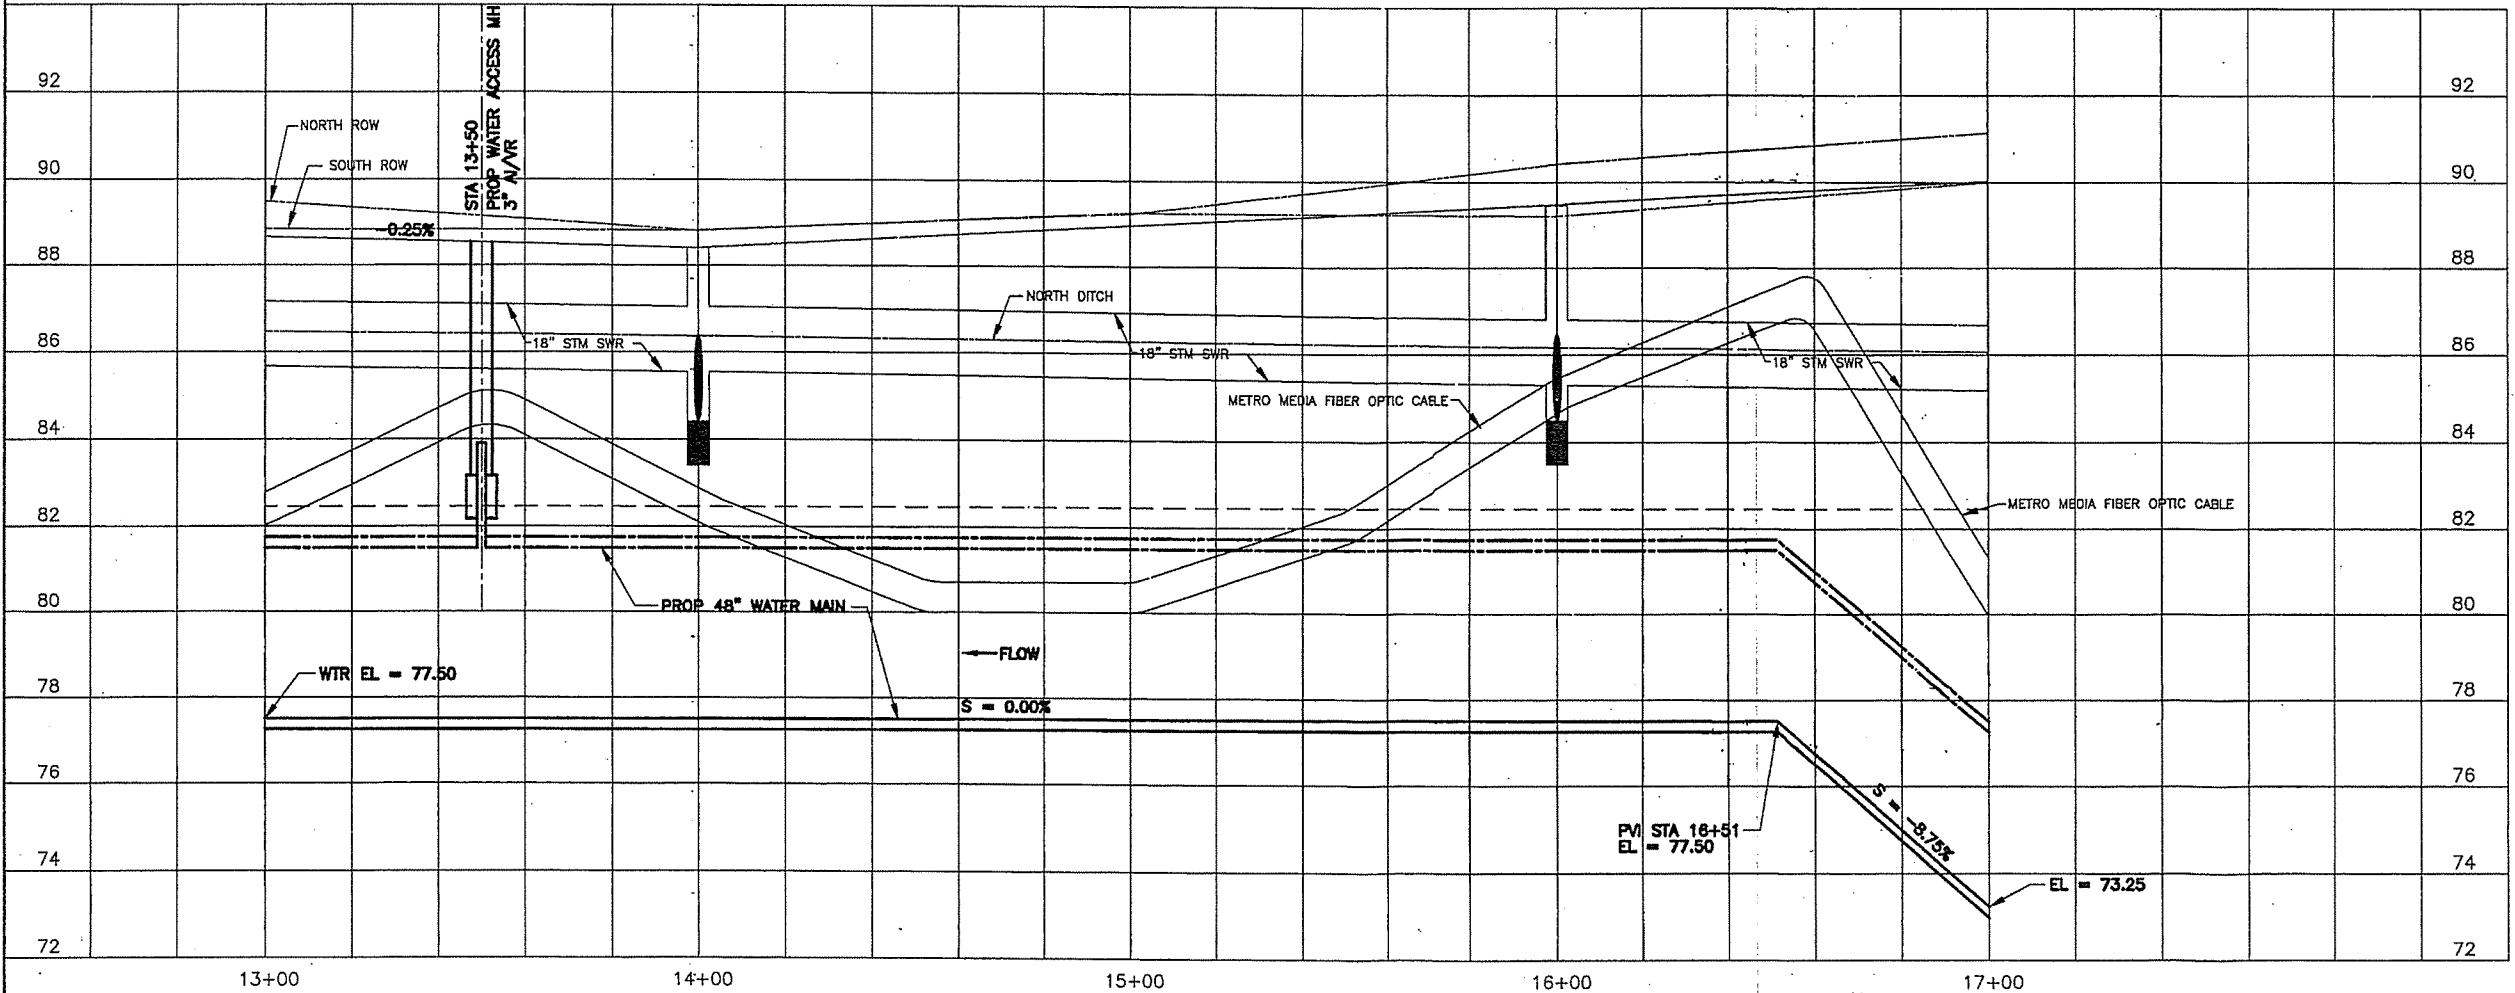 STA 13+50
PROP WATER ACCESS MH
3" A/VR
92
92
NORTH ROW
SOUTH ROW
90
90
-0.25%
88
88
NORTH DITCH
18" STM SWR
18" STM SWR
18" STM SWR
86
86
METRO MEDIA FIBER OPTIC CABLE
84
84
METRO MEDIA FIBER OPTIC CABLE
82
82
PROP 48" WATER MAIN
80
80
FLOW
WTR EL = 77.50
S = 0.00%
78
78
76
76
S = -8.75%
PVI STA 16+51
EL = 77.50
74
74
EL = 73.25
72
72
13+00
14+00
15+00
16+00
17+00